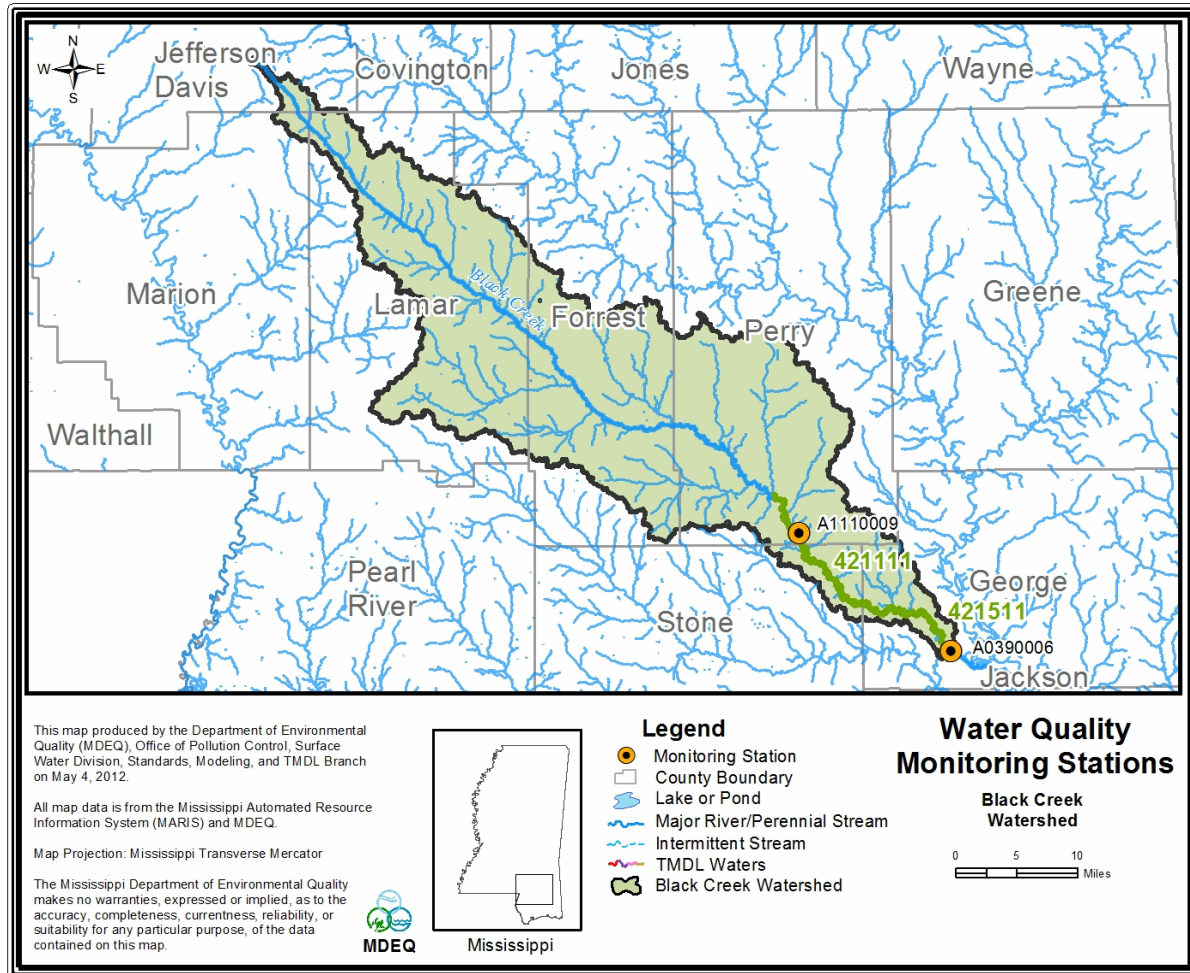 N
W E
S
Jefferson
Davis
Covington
Jones
Wayne
Marion
Lamar
Black Creek
Forrest
Perry
Greene
Walthall
A1110009
421111
Pearl
River
Stone
George
421511
A0390006
Jackson
This map produced by the Department of Environmental
Quality (MDEQ), Office of Pollution Control, Surface
Water Division, Standards, Modeling, and TMDL Branch
on May 4, 2012.
All map data is from the Mississippi Automated Resource
Information System (MARIS) and MDEQ.
Map Projection: Mississippi Transverse Mercator
The Mississippi Department of Environmental Quality
makes no warranties, expressed or implied, as to the
accuracy, completeness, currentness, reliability, or
suitability for any particular purpose, of the data
contained on this map.
MDEQ
Mississippi
Legend
Monitoring Station
County Boundary
Lake or Pond
Major River/Perennial Stream
Intermittent Stream
TMDL Waters
Black Creek Watershed
Water Quality
Monitoring Stations
Black Creek
Watershed
0 5 10
Miles